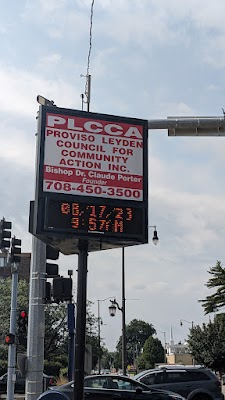 PLCCA
PROVISO LEYDEN
COUNCIL FOR
COMMUNITY
ACTION INC.
Bishop Dr. Claude Porter
Founder
708-450-3500
08/17/23
9:57PM